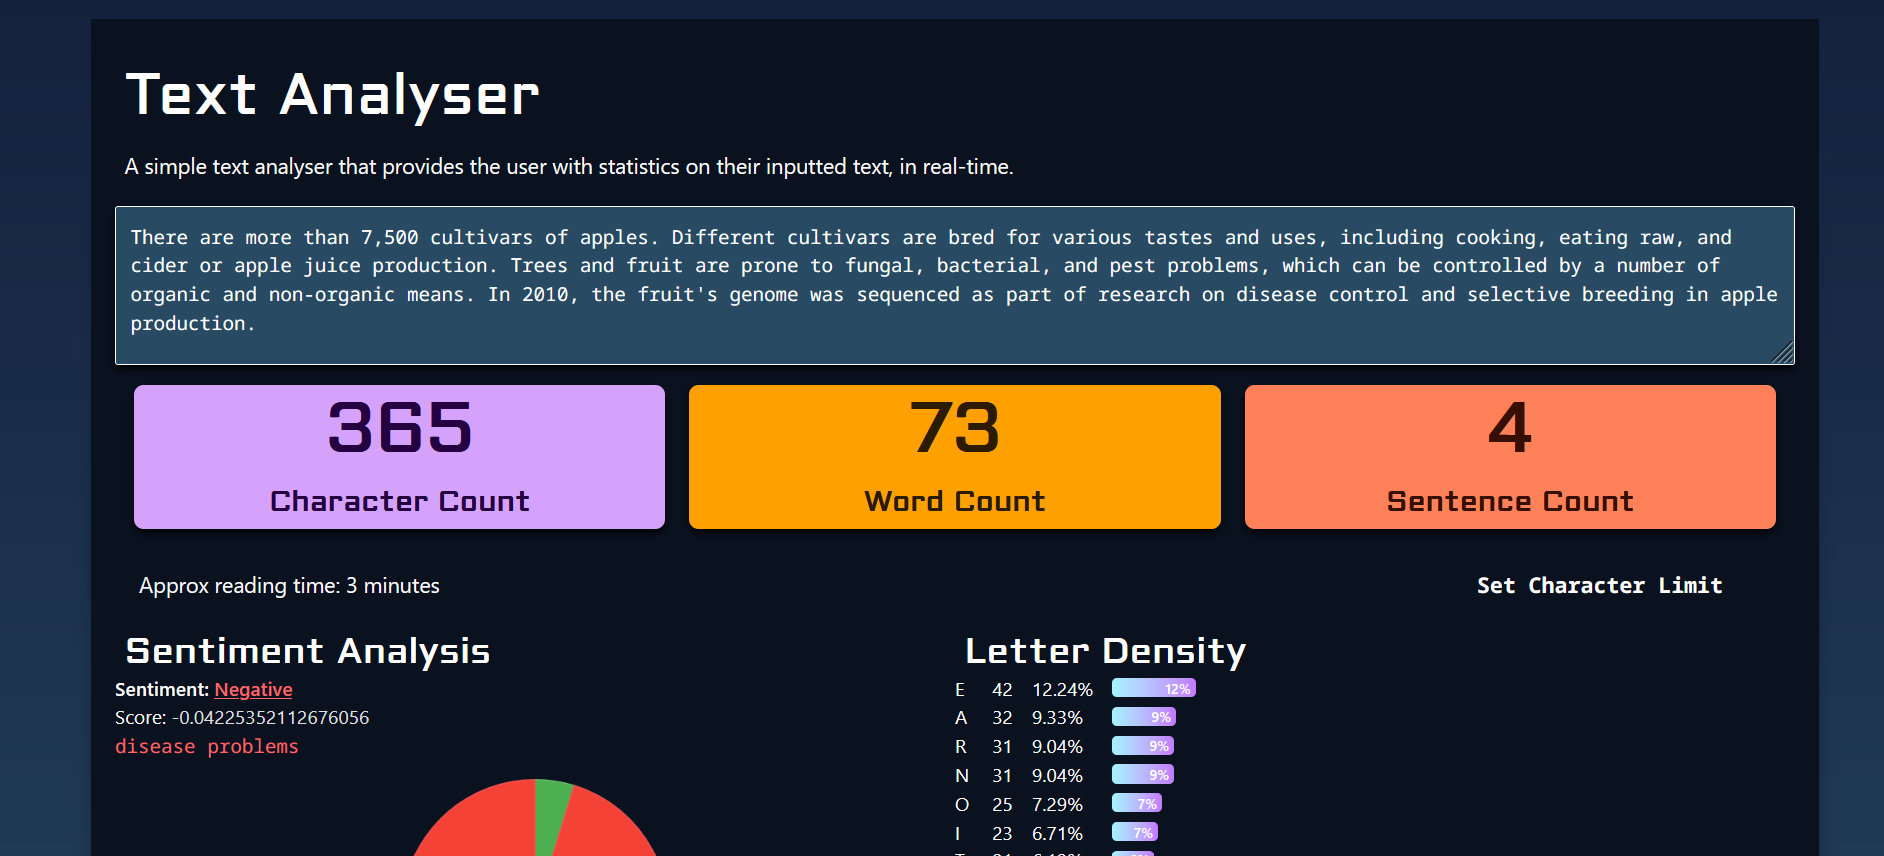 Text Analyser
A simple text analyser that provides the user with statistics on their inputted text, in real-time.
There are more than 7,500 cultivars of apples. Different cultivars are bred for various tastes and uses, including cooking, eating raw, and
cider or apple juice production. Trees and fruit are prone to fungal, bacterial, and pest problems, which can be controlled by a number of
organic and non-organic means. In 2010, the fruit's genome was sequenced as part of research on disease control and selective breeding in apple
production.
365
Character Count
73
Word Count
4
Sentence Count
Approx reading time: 3 minutes
Set Character Limit
Sentiment Analysis
Sentiment: Negative
Score: -0.04225352112676056
disease problems
Letter Density
E 42 12.24% 12%
A 32 9.33% 9%
R 31 9.04% 9%
N 31 9.04% 9%
O 25 7.29% 7%
I 23 6.71% 7%